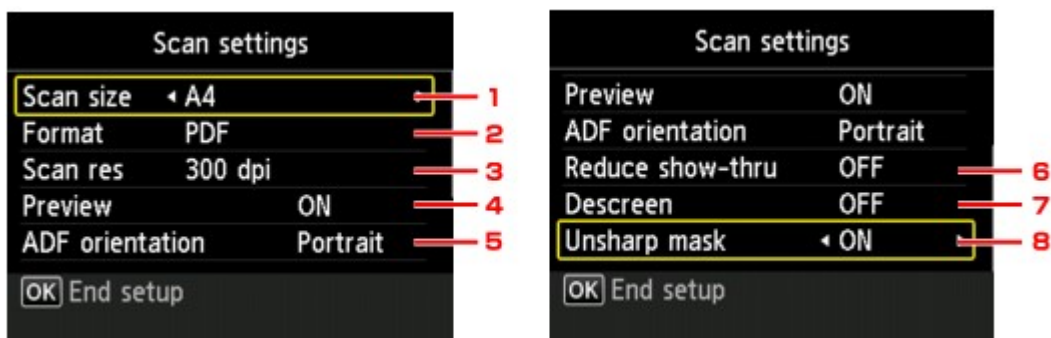 Scan settings
Scan size A4 1
Format PDF 2
Scan res 300 dpi 3
Preview ON 4
ADF orientation Portrait 5
OK End setup
Scan settings
Preview ON
ADF orientation Portrait
Reduce show-thru OFF 6
Descreen OFF 7
Unsharp mask ON 8
OK End setup